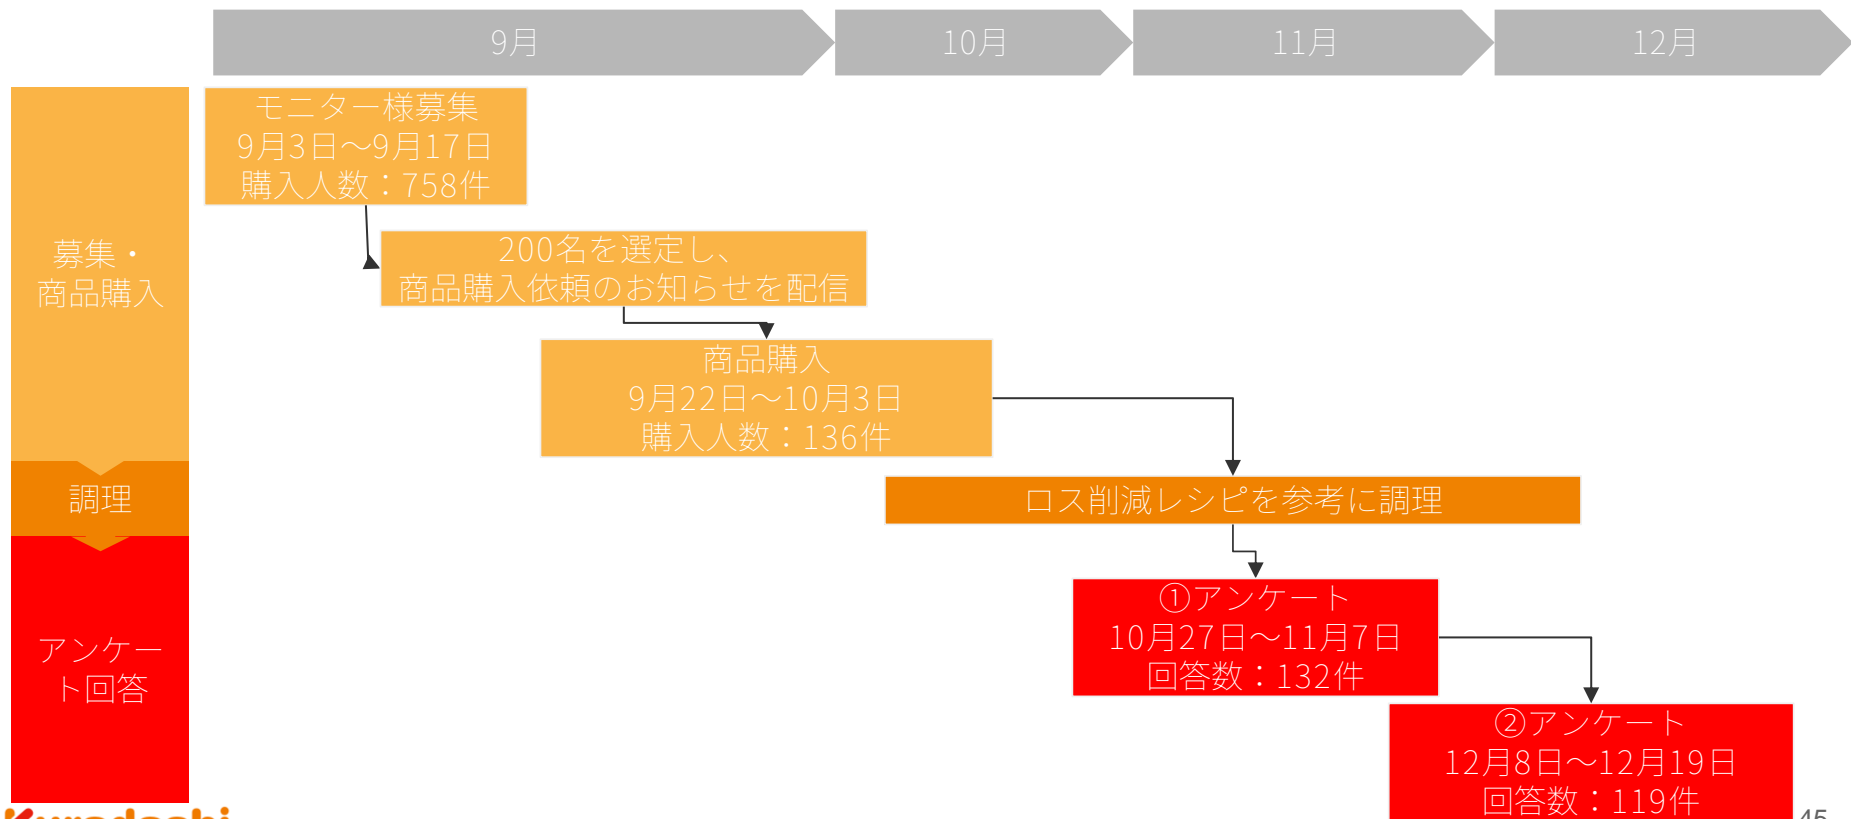 9月
10月
11月
12月
募集・
商品購入
モニター様募集
9月3日～9月17日
購入人数：758件
200名を選定し、
商品購入依頼のお知らせを配信
商品購入
9月22日～10月3日
購入人数：136件
調理
ロス削減レシピを参考に調理
アンケー
ト回答
①アンケート
10月27日～11月7日
回答数：132件
②アンケート
12月8日～12月19日
回答数：119件
Kuradashi
45